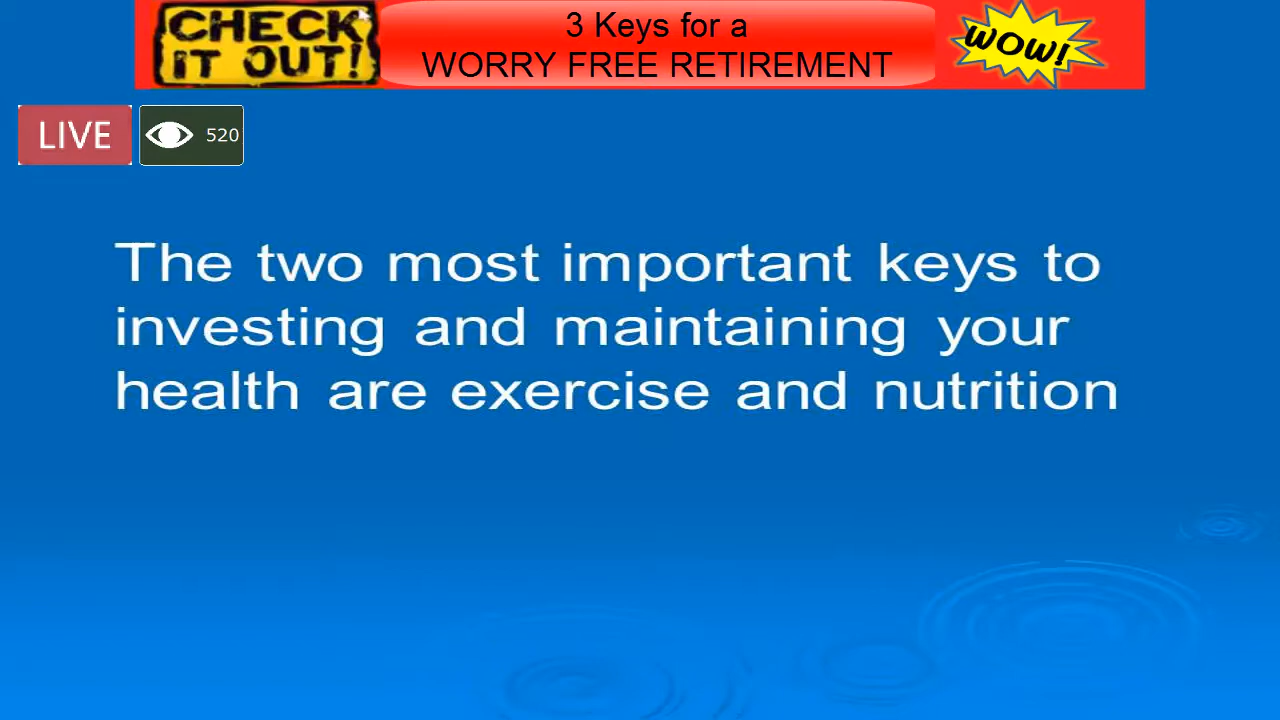 CHECK
IT OUT!
3 Keys for a
WORRY FREE RETIREMENT
WOW!
LIVE
520
The two most important keys to
investing and maintaining your
health are exercise and nutrition